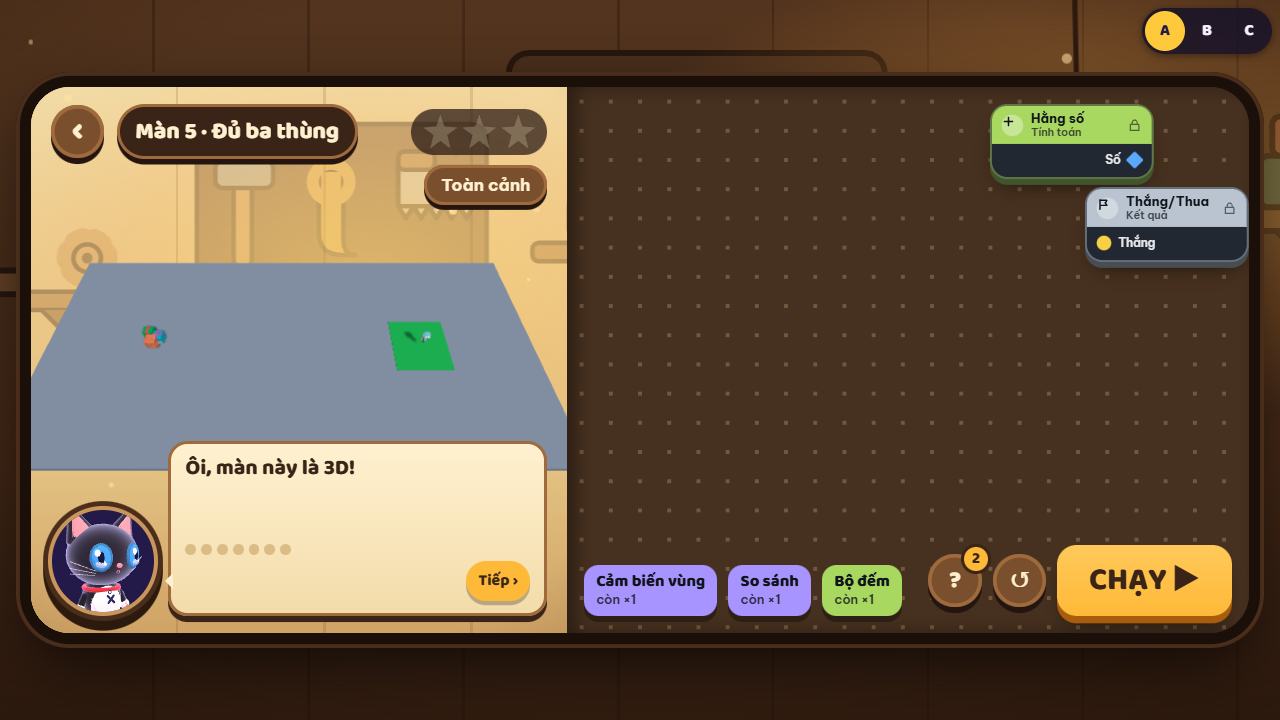 A B C
Màn 5 • Đủ ba thùng
Toàn cảnh
Hằng số
Tính toán
Số
Thắng/Thua
Kết quả
Thắng
Ôi, màn này là 3D!
Tiếp ›
Cảm biến vùng
còn ×1
So sánh
còn ×1
Bộ đếm
còn ×1
?
2
CHẠY